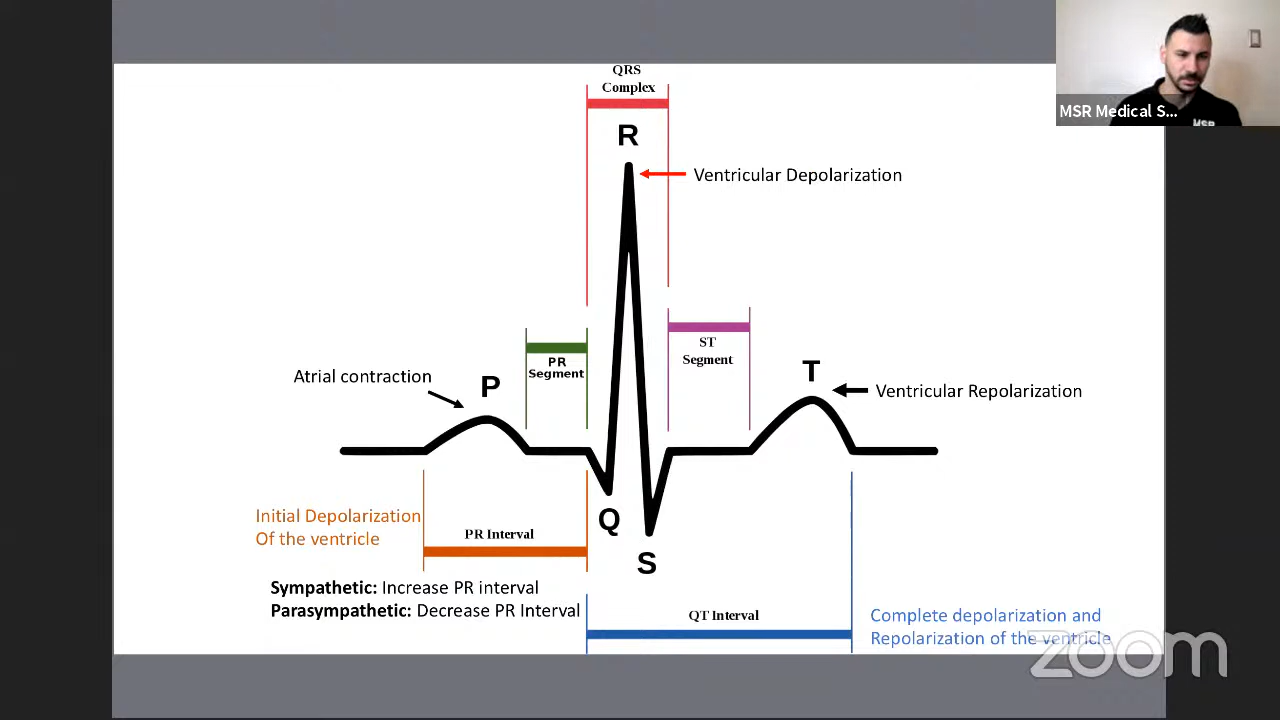 QRS
Complex
MSR Medical S...
MSR
R
Ventricular Depolarization
PR
Segment
ST
Segment
Atrial contraction
P
T
Ventricular Repolarization
Initial Depolarization
Of the ventricle
PR Interval
Q
S
Sympathetic: Increase PR interval
Parasympathetic: Decrease PR Interval
QT Interval
Complete depolarization and
Repolarization of the ventricle
zoom